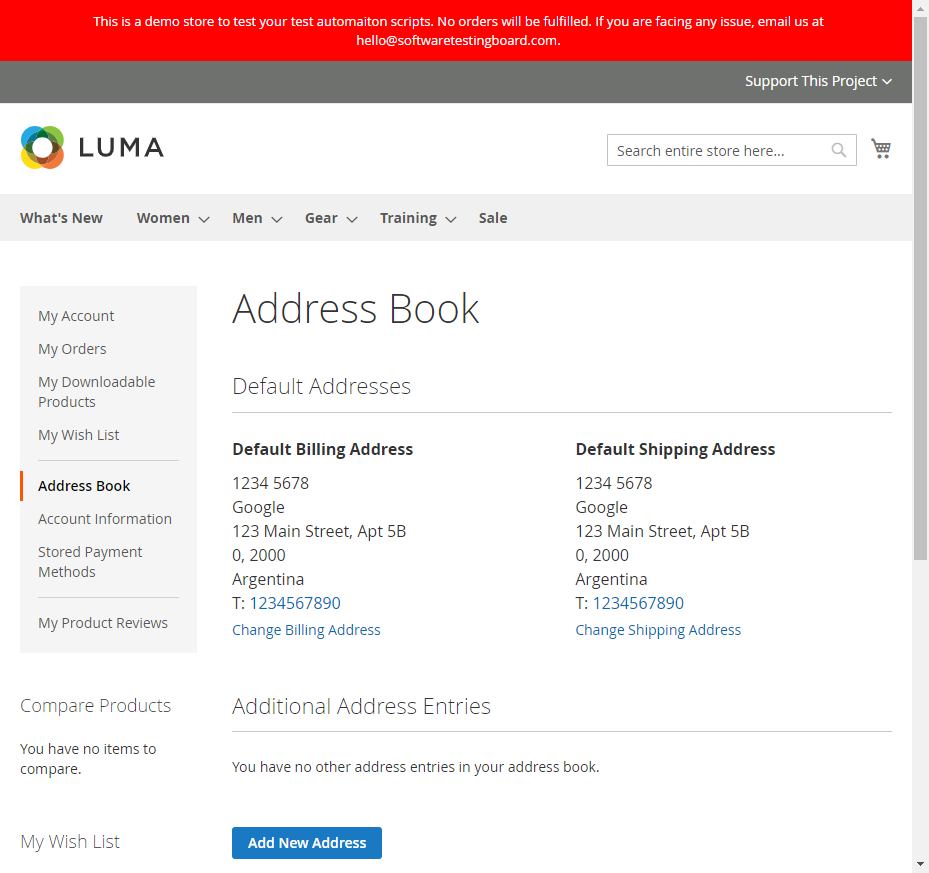 This is a demo store to test your test automaiton scripts. No orders will be fulfilled. If you are facing any issue, email us at
hello@softwaretestingboard.com.
Support This Project
LUMA
Search entire store here...
What's New Women Men Gear Training Sale
My Account
My Orders
My Downloadable
Products
My Wish List
Address Book
Account Information
Stored Payment
Methods
My Product Reviews
Compare Products
You have no items to
compare.
My Wish List
Address Book
Default Addresses
Default Billing Address
1234 5678
Google
123 Main Street, Apt 5B
0, 2000
Argentina
T: 1234567890
Change Billing Address
Default Shipping Address
1234 5678
Google
123 Main Street, Apt 5B
0, 2000
Argentina
T: 1234567890
Change Shipping Address
Additional Address Entries
You have no other address entries in your address book.
Add New Address